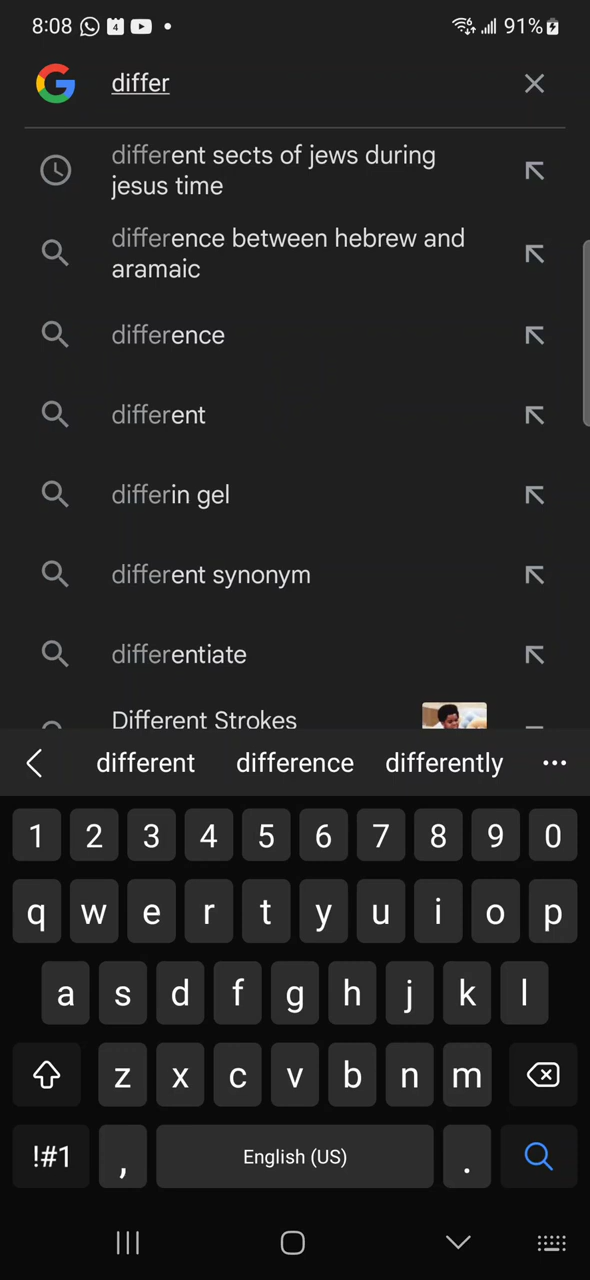 8:08 4 91%
differ
different sects of jews during
jesus time
difference between hebrew and
aramaic
difference
different
differin gel
different synonym
differentiate
Different Strokes
different difference differently
1 2 3 4 5 6 7 8 9 0
q w e r t y u i o p
a s d f g h j k l
z x c v b n m
!#1 , English (US) .